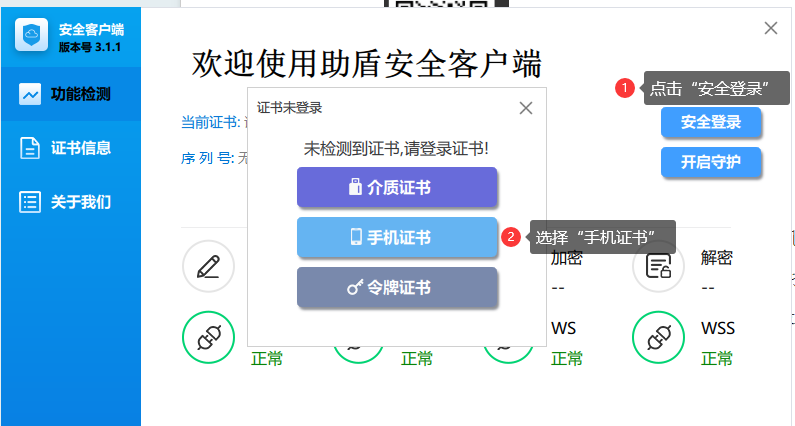 安全客户端
版本号 3.1.1
功能检测
证书信息
关于我们
欢迎使用助盾安全客户端
1 点击“安全登录”
安全登录
开启守护
当前证书:
序 列 号: 无
证书未登录
未检测到证书,请登录证书!
介质证书
手机证书
令牌证书
2 选择“手机证书”
加密
--
解密
--
WS
WSS
正常
正常
正常
正常